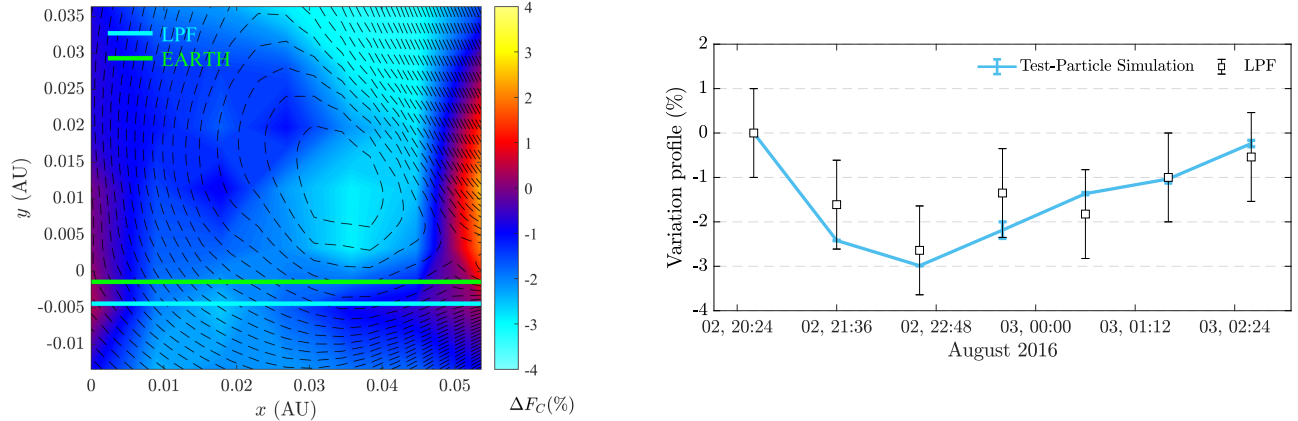 0.035
0.03
0.025
0.02
0.015
0.01
0.005
0
-0.005
-0.01
y (AU)
LPF
EARTH
0 0.01 0.02 0.03 0.04 0.05
x (AU)
4
3
2
1
0
-1
-2
-3
-4
ΔF_C(%)
2
1
0
-1
-2
-3
-4
Variation profile (%)
Test-Particle Simulation LPF
02, 20:24 02, 21:36 02, 22:48 03, 00:00 03, 01:12 03, 02:24
August 2016